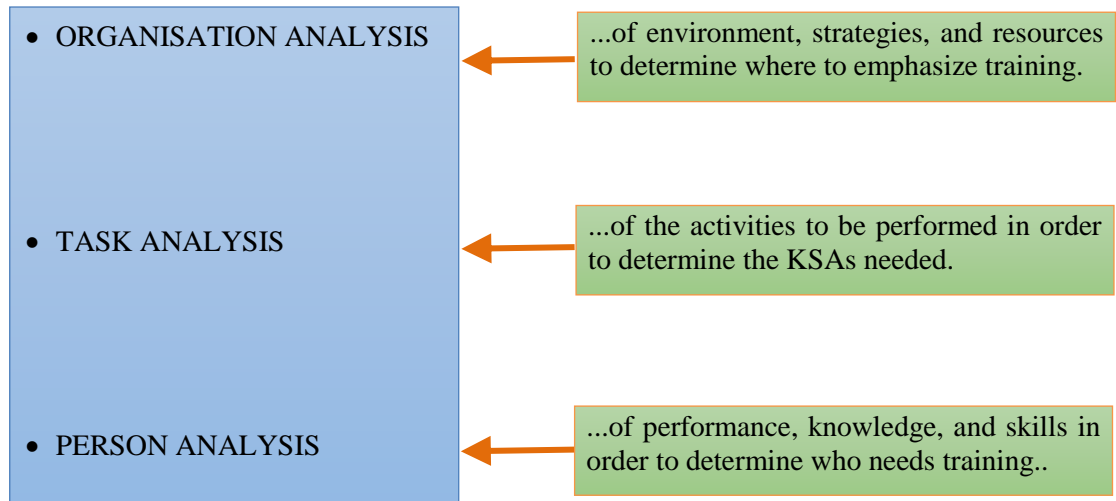 • ORGANISATION ANALYSIS
...of environment, strategies, and resources
to determine where to emphasize training.
• TASK ANALYSIS
...of the activities to be performed in order
to determine the KSAs needed.
• PERSON ANALYSIS
...of performance, knowledge, and skills in
order to determine who needs training..